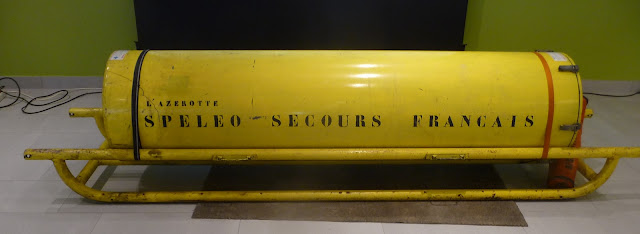 L'AZEROTTE
SPELEO SECOURS FRANCAIS